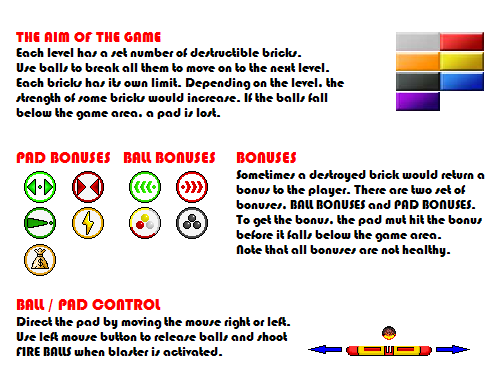 THE AIM OF THE GAME
Each level has a set number of destructible bricks.
Use balls to break all them to move on to the next level.
Each bricks has its own limit. Depending on the level, the
strength of some bricks would increase. If the balls fall
below the game area, a pad is lost.
PAD BONUSES
BALL BONUSES
BONUSES
Sometimes a destroyed brick would return a
bonus to the player. There are two set of
bonuses, BALL BONUSES and PAD BONUSES.
To get the bonus, the pad mut hit the bonus
before it falls below the game area.
Note that all bonuses are not healthy.
BALL / PAD CONTROL
Direct the pad by moving the mouse right or left.
Use left mouse button to release balls and shoot
FIRE BALLS when blaster is activated.